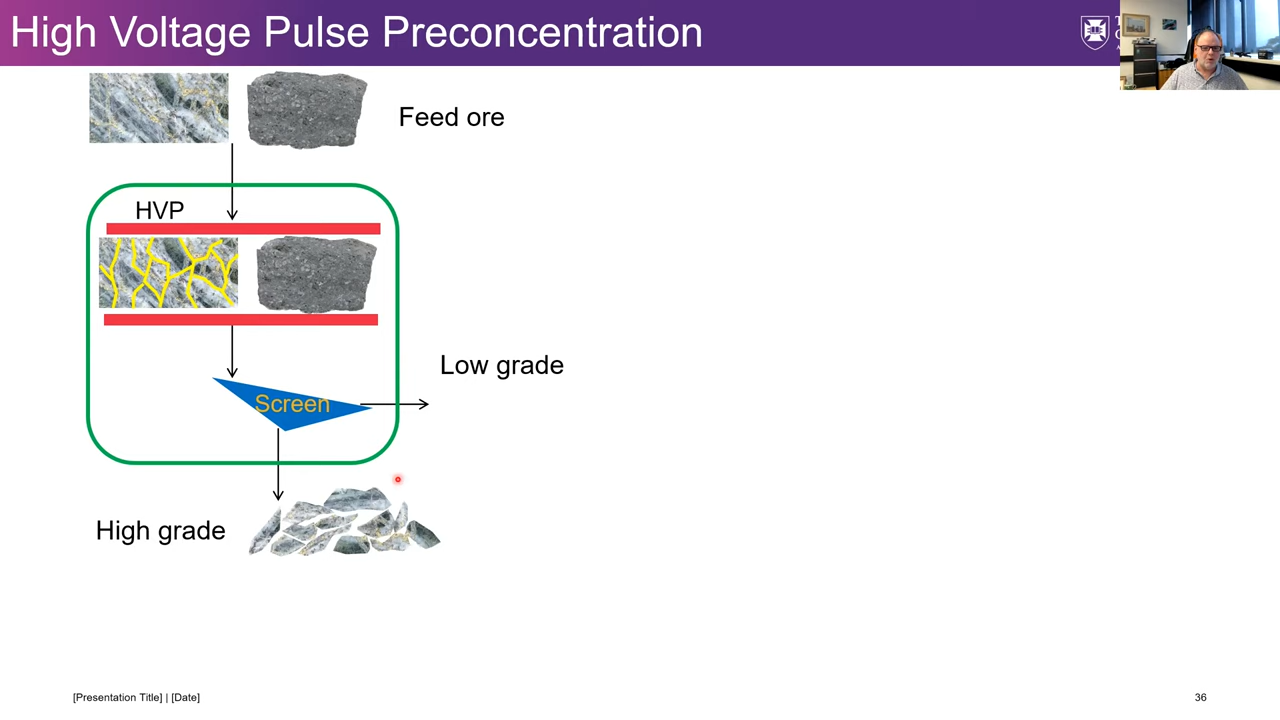 High Voltage Pulse Preconcentration
Feed ore
HVP
Low grade
Screen
High grade
[Presentation Title] | [Date]
36